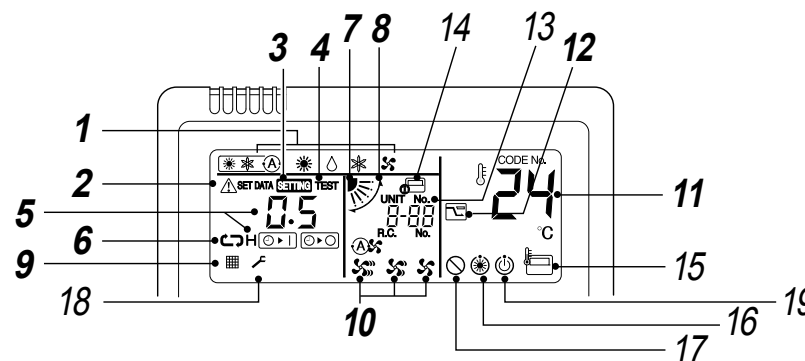 3 4 7 8 14 13 12
1
CODE No.
Ⓐ
2 SET DATA SETTING TEST
UNIT No.
24 11
5 0.5
8-88
°C
R.C. No.
6 H
Ⓐ
9
15
18 10 17 16 19